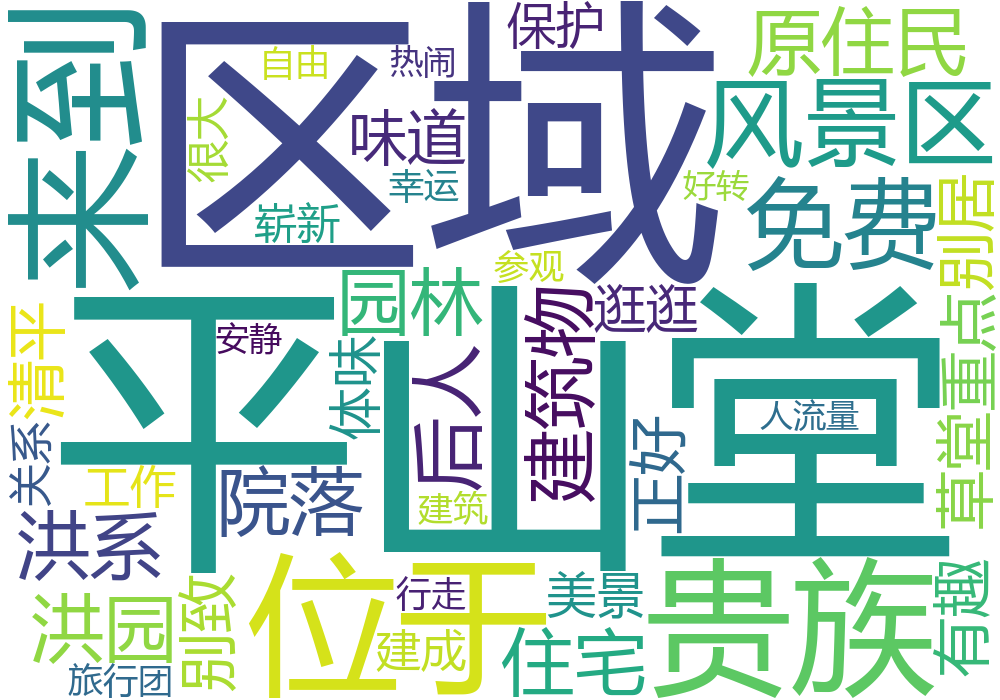 来到
区域
保护
原住民
自由
热闹
很大
味道
风景区
幸运
好转
崭新
免费
别居
参观
园林
逛逛
平山堂
清平
安静
体味
后人
建筑物
重点
人流量
关系
工作
院落
建筑
正好
草堂
洪系
位于
行走
美景
贵族
有趣
洪园
别致
建成
住宅
旅行团